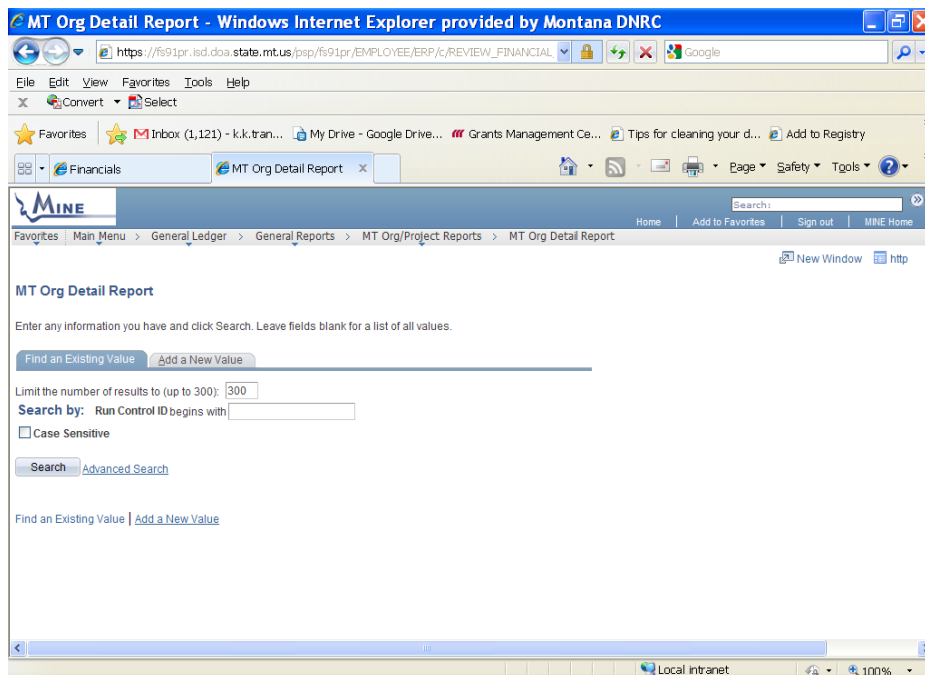 MT Org Detail Report - Windows Internet Explorer provided by Montana DNRC
https://fs91pr.isd.doa.state.mt.us/psp/fs91pr/EMPLOYEE/ERP/c/REVIEW_FINANCIAL Google
File Edit View Favorites Tools Help
X Convert Select
Favorites Inbox (1,121) - k.k.tran... My Drive - Google Drive... Grants Management Ce... Tips for cleaning your d... Add to Registry
Financials MT Org Detail Report X Page Safety Tools
MINE Search:
Home | Add to Favorites | Sign out | MINE Home
Favorites Main Menu > General Ledger > General Reports > MT Org/Project Reports > MT Org Detail Report
New Window http
MT Org Detail Report
Enter any information you have and click Search. Leave fields blank for a list of all values.
Find an Existing Value Add a New Value
Limit the number of results to (up to 300): 300
Search by: Run Control ID begins with
Case Sensitive
Search Advanced Search
Find an Existing Value | Add a New Value
Local intranet 100%